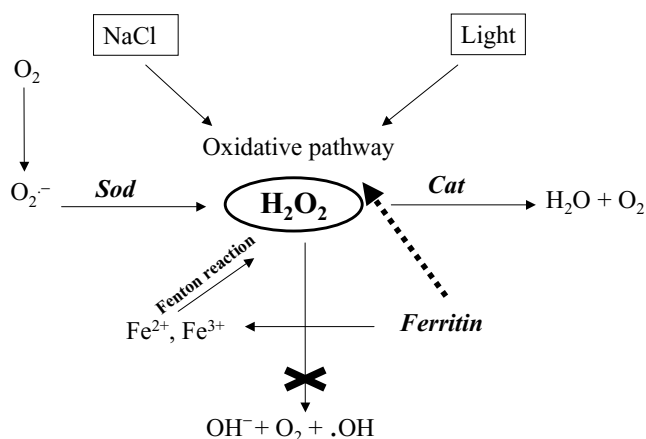 NaCl
Light
O₂
Oxidative pathway
O₂·⁻
Sod
H₂O₂
Cat
H₂O + O₂
Fenton reaction
Fe²⁺, Fe³⁺
Ferritin
OH⁻ + O₂ + .OH